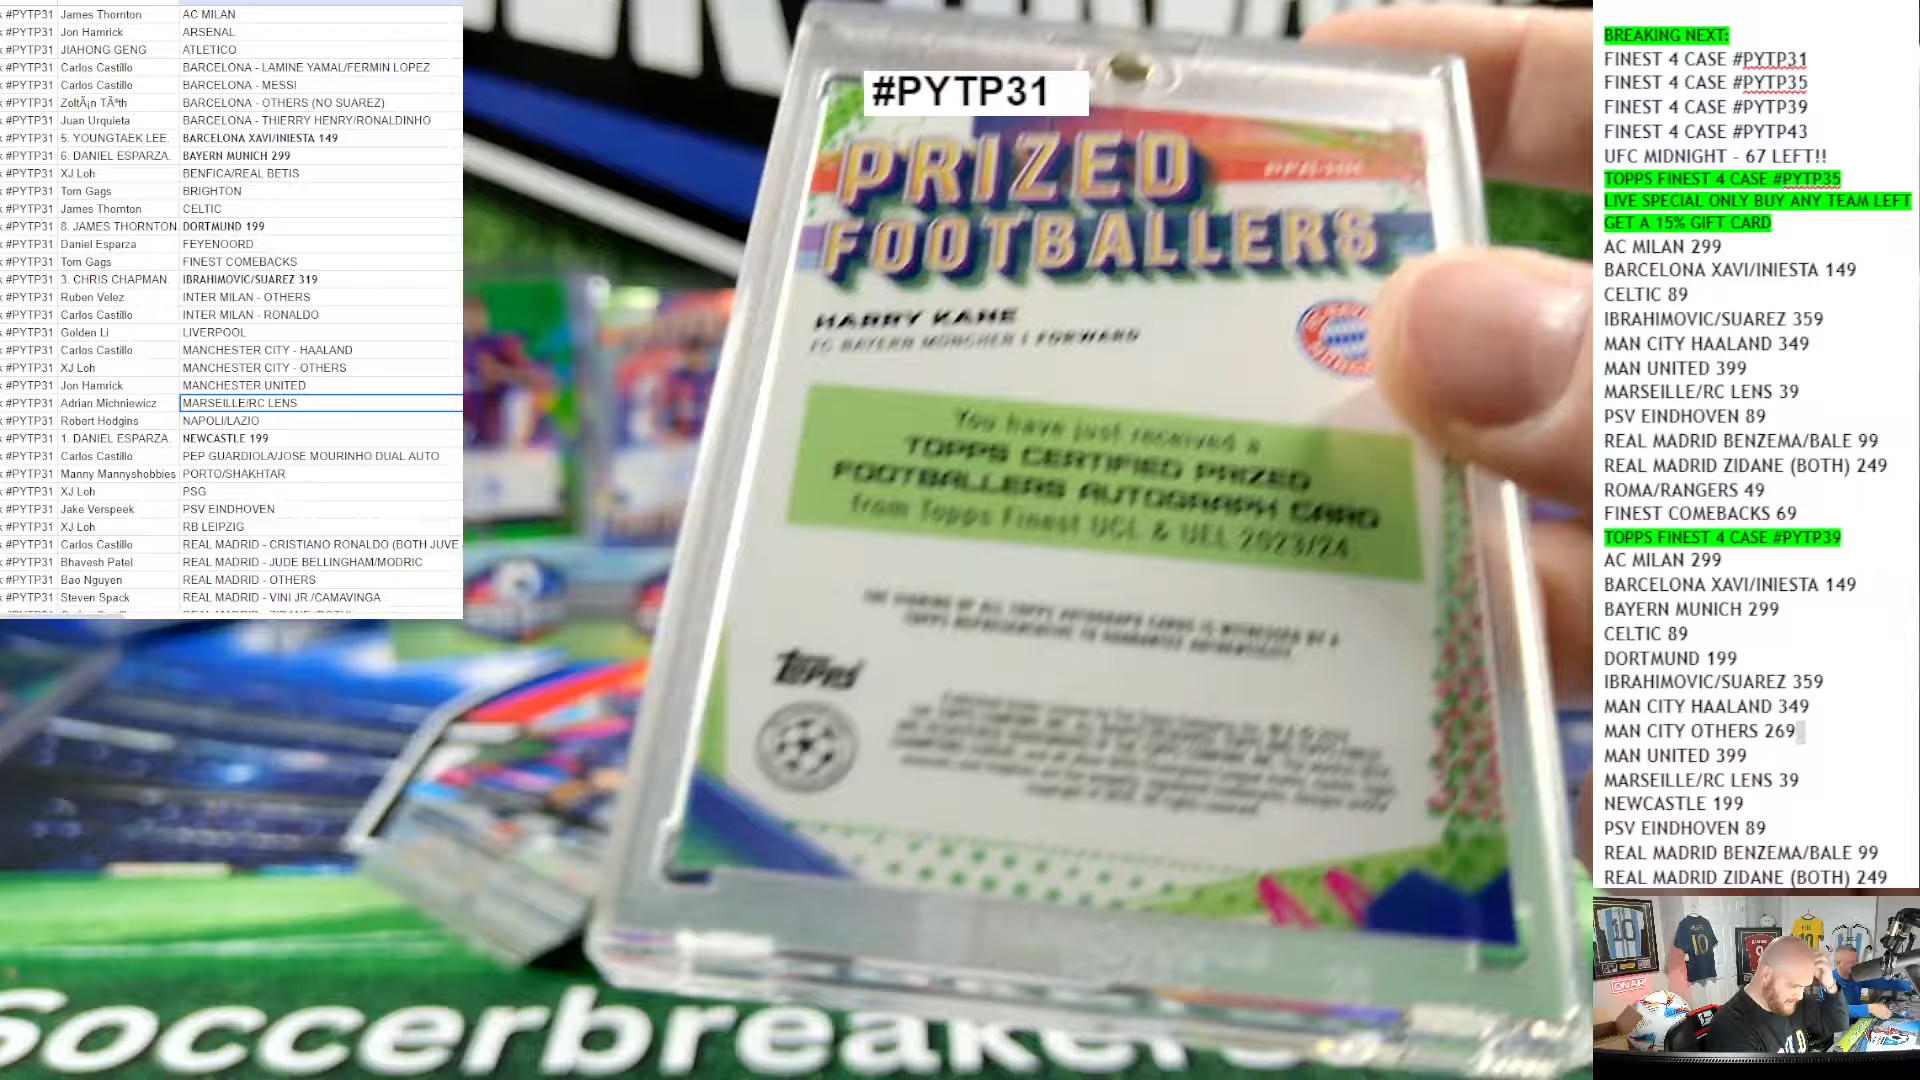 #PYTP31 James Thornton AC MILAN
#PYTP31 Jon Hamrick ARSENAL
#PYTP31 JIAHONG GENG ATLETICO
#PYTP31 Carlos Castillo BARCELONA - LAMINE YAMAL/FERMIN LOPEZ
#PYTP31 Carlos Castillo BARCELONA - MESSI
#PYTP31 ZoltÃ¡n TÃ³th BARCELONA - OTHERS (NO SUAREZ)
#PYTP31 Juan Urquieta BARCELONA - THIERRY HENRY/RONALDINHO
#PYTP31 5. YOUNGTAEK LEE. BARCELONA XAVI/INIESTA 149
#PYTP31 6. DANIEL ESPARZA. BAYERN MUNICH 299
#PYTP31 XJ Loh BENFICA/REAL BETIS
#PYTP31 Tom Gags BRIGHTON
#PYTP31 James Thornton CELTIC
#PYTP31 8. JAMES THORNTON. DORTMUND 199
#PYTP31 Daniel Esparza FEYENOORD
#PYTP31 Tom Gags FINEST COMEBACKS
#PYTP31 3. CHRIS CHAPMAN. IBRAHIMOVIC/SUAREZ 319
#PYTP31 Ruben Velez INTER MILAN - OTHERS
#PYTP31 Carlos Castillo INTER MILAN - RONALDO
#PYTP31 Golden Li LIVERPOOL
#PYTP31 Carlos Castillo MANCHESTER CITY - HAALAND
#PYTP31 XJ Loh MANCHESTER CITY - OTHERS
#PYTP31 Jon Hamrick MANCHESTER UNITED
#PYTP31 Adrian Michniewicz MARSEILLE/RC LENS
#PYTP31 Robert Hodgins NAPOLI/LAZIO
#PYTP31 1. DANIEL ESPARZA. NEWCASTLE 199
#PYTP31 Carlos Castillo PEP GUARDIOLA/JOSE MOURINHO DUAL AUTO
#PYTP31 Manny Mannyshobbies PORTO/SHAKHTAR
#PYTP31 XJ Loh PSG
#PYTP31 Jake Verspeek PSV EINDHOVEN
#PYTP31 XJ Loh RB LEIPZIG
#PYTP31 Carlos Castillo REAL MADRID - CRISTIANO RONALDO (BOTH JUVE
#PYTP31 Bhavesh Patel REAL MADRID - JUDE BELLINGHAM/MODRIC
#PYTP31 Bao Nguyen REAL MADRID - OTHERS
#PYTP31 Steven Spack REAL MADRID - VINI JR./CAMAVINGA
#PYTP31
PRIZED
FOOTBALLERS
HARRY KANE
FC BAYERN MÜNCHEN | FORWARD
You have just received a
TOPPS CERTIFIED PRIZED
FOOTBALLERS AUTOGRAPH CARD
from Topps Finest UCL & UEL 2023/24.
THE SIGNING OF ALL TOPPS AUTOGRAPH CARDS IS WITNESSED BY A
TOPPS REPRESENTATIVE TO GUARANTEE AUTHENTICITY.
Topps
Soccerbreakers
BREAKING NEXT:
FINEST 4 CASE #PYTP31
FINEST 4 CASE #PYTP35
FINEST 4 CASE #PYTP39
FINEST 4 CASE #PYTP43
UFC MIDNIGHT - 67 LEFT!!
TOPPS FINEST 4 CASE #PYTP35
LIVE SPECIAL ONLY BUY ANY TEAM LEFT
GET A 15% GIFT CARD
AC MILAN 299
BARCELONA XAVI/INIESTA 149
CELTIC 89
IBRAHIMOVIC/SUAREZ 359
MAN CITY HAALAND 349
MAN UNITED 399
MARSEILLE/RC LENS 39
PSV EINDHOVEN 89
REAL MADRID BENZEMA/BALE 99
REAL MADRID ZIDANE (BOTH) 249
ROMA/RANGERS 49
FINEST COMEBACKS 69
TOPPS FINEST 4 CASE #PYTP39
AC MILAN 299
BARCELONA XAVI/INIESTA 149
BAYERN MUNICH 299
CELTIC 89
DORTMUND 199
IBRAHIMOVIC/SUAREZ 359
MAN CITY HAALAND 349
MAN CITY OTHERS 269
MAN UNITED 399
MARSEILLE/RC LENS 39
NEWCASTLE 199
PSV EINDHOVEN 89
REAL MADRID BENZEMA/BALE 99
REAL MADRID ZIDANE (BOTH) 249
ON AIR